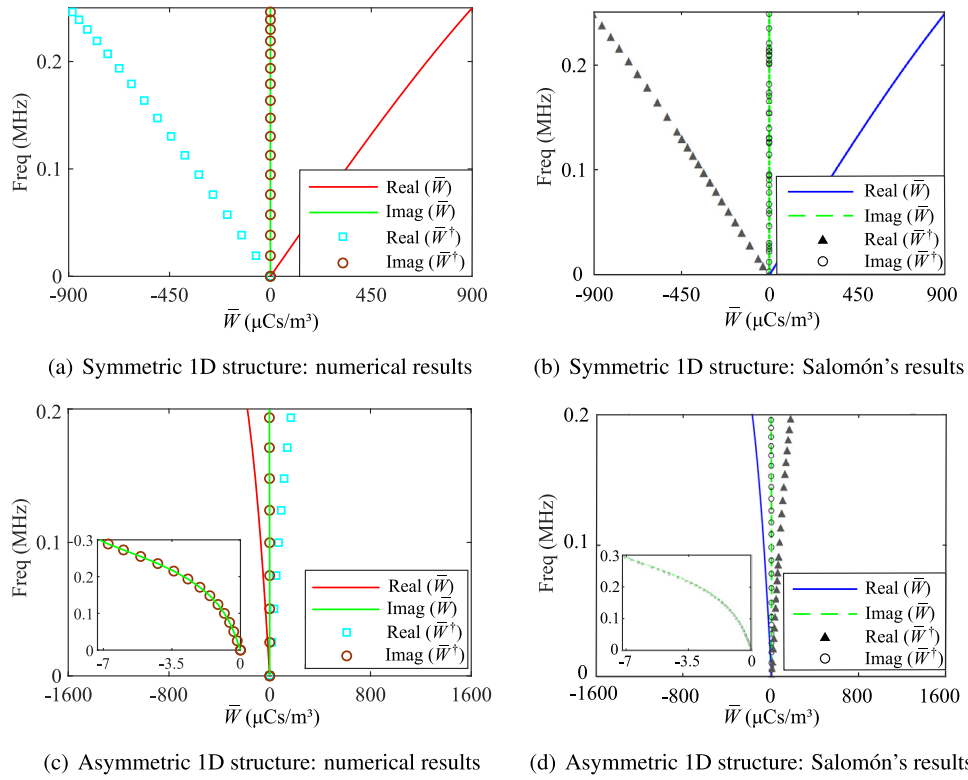 0.2
0.1
0
Freq (MHz)
-900
-450
0
450
900
W̅ (μCs/m³)
Real (W̅)
Imag (W̅)
Real (W̅†)
Imag (W̅†)
(a) Symmetric 1D structure: numerical results
0.2
0.1
0
Freq (MHz)
-900
-450
0
450
900
W̅ (μCs/m³)
Real (W̅)
Imag (W̅)
Real (W̅†)
Imag (W̅†)
(b) Symmetric 1D structure: Salomón's results
0.2
0.1
0
Freq (MHz)
-1600
-800
0
800
1600
W̅ (μCs/m³)
0.3
0.2
0.1
0
-7
-3.5
0
Real (W̅)
Imag (W̅)
Real (W̅†)
Imag (W̅†)
(c) Asymmetric 1D structure: numerical results
0.2
0.1
0
Freq (MHz)
-1600
-800
0
800
1600
W̅ (μCs/m³)
0.3
0.2
0.1
0
-7
-3.5
0
Real (W̅)
Imag (W̅)
Real (W̅†)
Imag (W̅†)
(d) Asymmetric 1D structure: Salomón's results